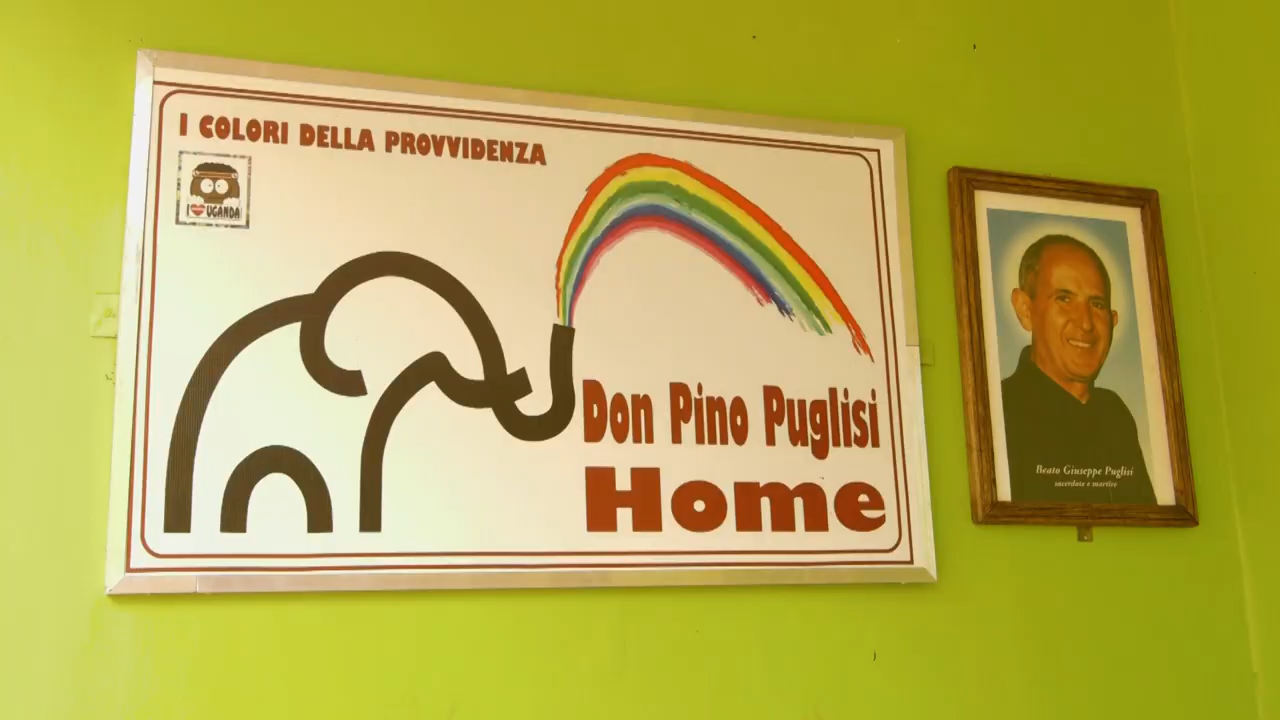 I COLORI DELLA PROVVIDENZA
I UGANDA
Don Pino Puglisi
Home
Beato Giuseppe Puglisi
sacerdote e martire